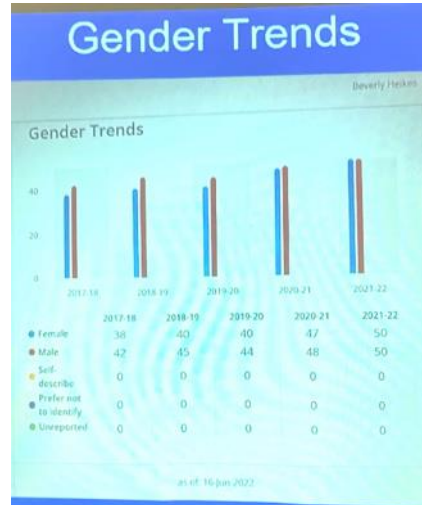 Gender Trends
Beverly Heikes
Gender Trends
40
20
0
2017-18 2018-19 2019-20 2020-21 2021-22
2017-18 2018-19 2019-20 2020-21 2021-22
Female 38 40 40 47 50
Male 42 45 44 48 50
Self-
describe 0 0 0 0 0
Prefer not
to identify 0 0 0 0 0
Unreported 0 0 0 0 0
as of 16 Jun 2022